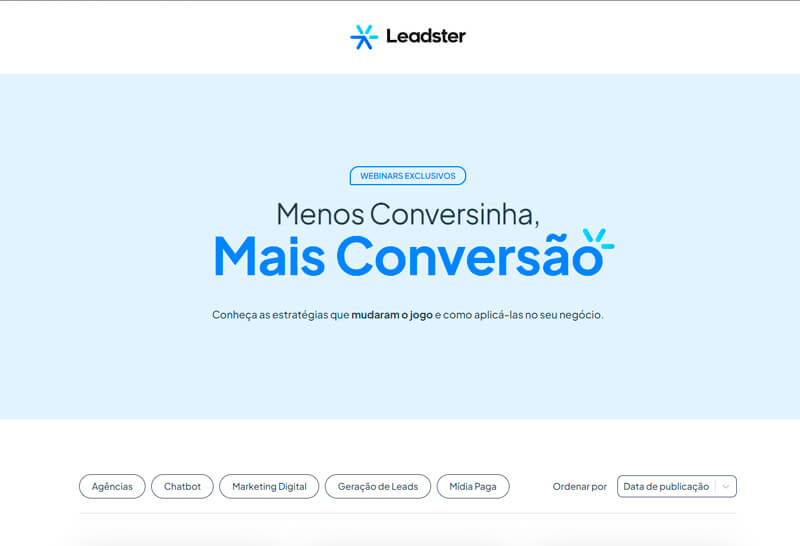 Leadster
WEBINARS EXCLUSIVOS
Menos Conversinha,
Mais Conversão
Conheça as estratégias que mudaram o jogo e como aplicá-las no seu negócio.
Agências Chatbot Marketing Digital Geração de Leads Mídia Paga Ordenar por Data de publicação